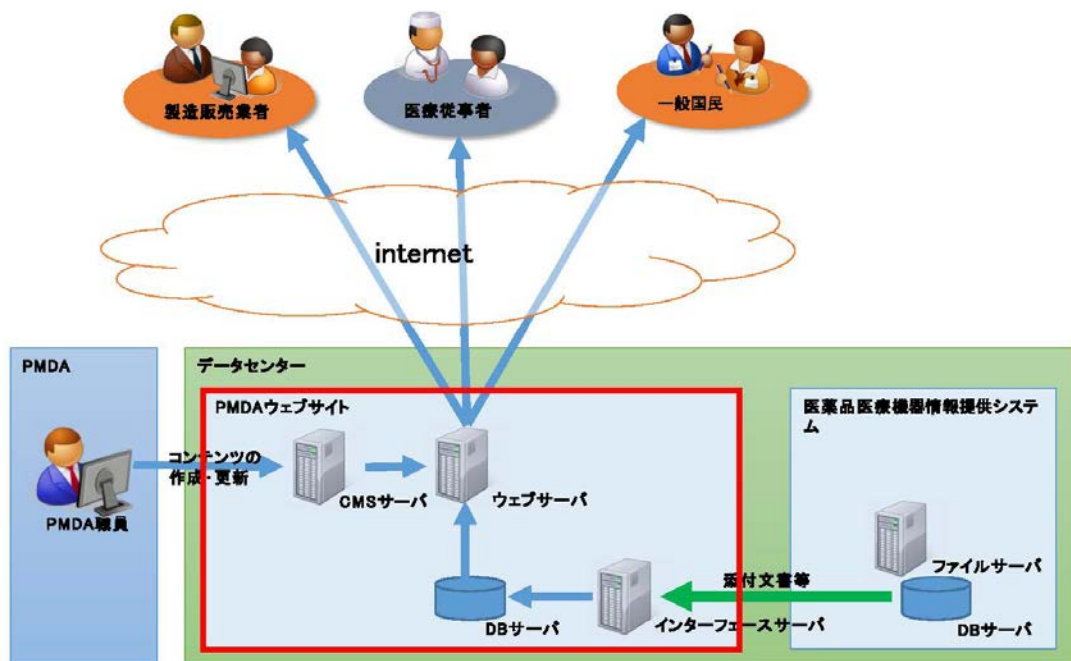 製造販売業者
医療従事者
一般国民
internet
PMDA
データセンター
PMDAウェブサイト
医薬品医療機器情報提供システ
ム
コンテンツの
作成・更新
PMDA職員
CMSサーバ
ウェブサーバ
ファイルサーバ
添付文書等
DBサーバ
インターフェースサーバ
DBサーバ